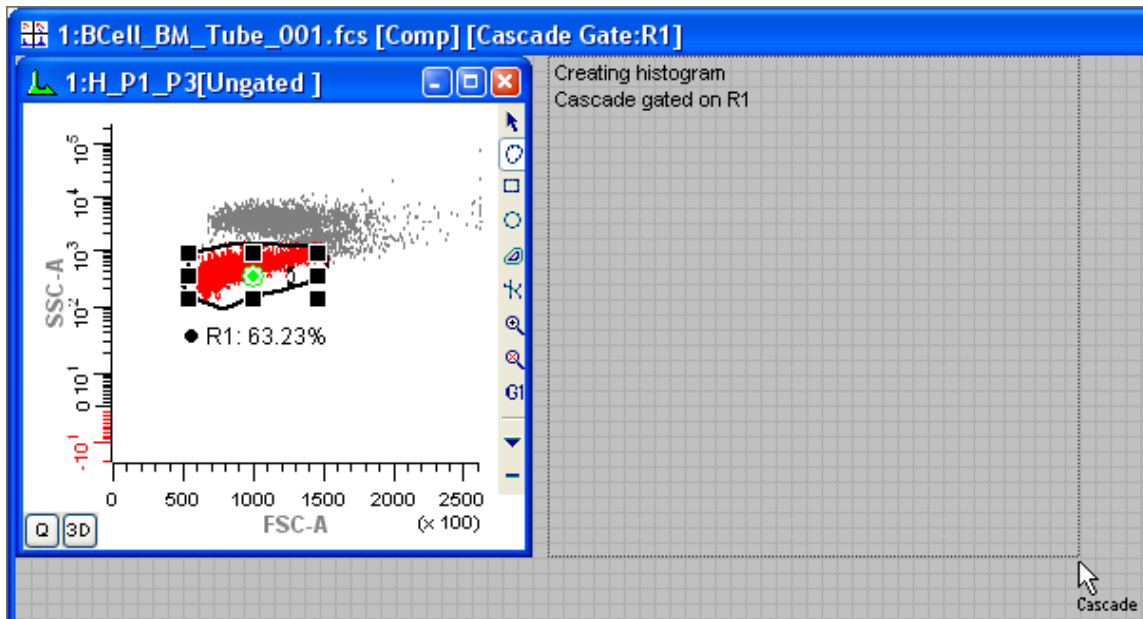 1:BCell_BM_Tube_001.fcs [Comp] [Cascade Gate:R1]
1:H_P1_P3[Ungated ]
Creating histogram
Cascade gated on R1
10^5
10^4
10^3
10^2
10^1
0
-10^1
SSC-A
R1: 63.23%
G1
0 500 1000 1500 2000 2500
FSC-A
(x 100)
Q 3D
Cascade